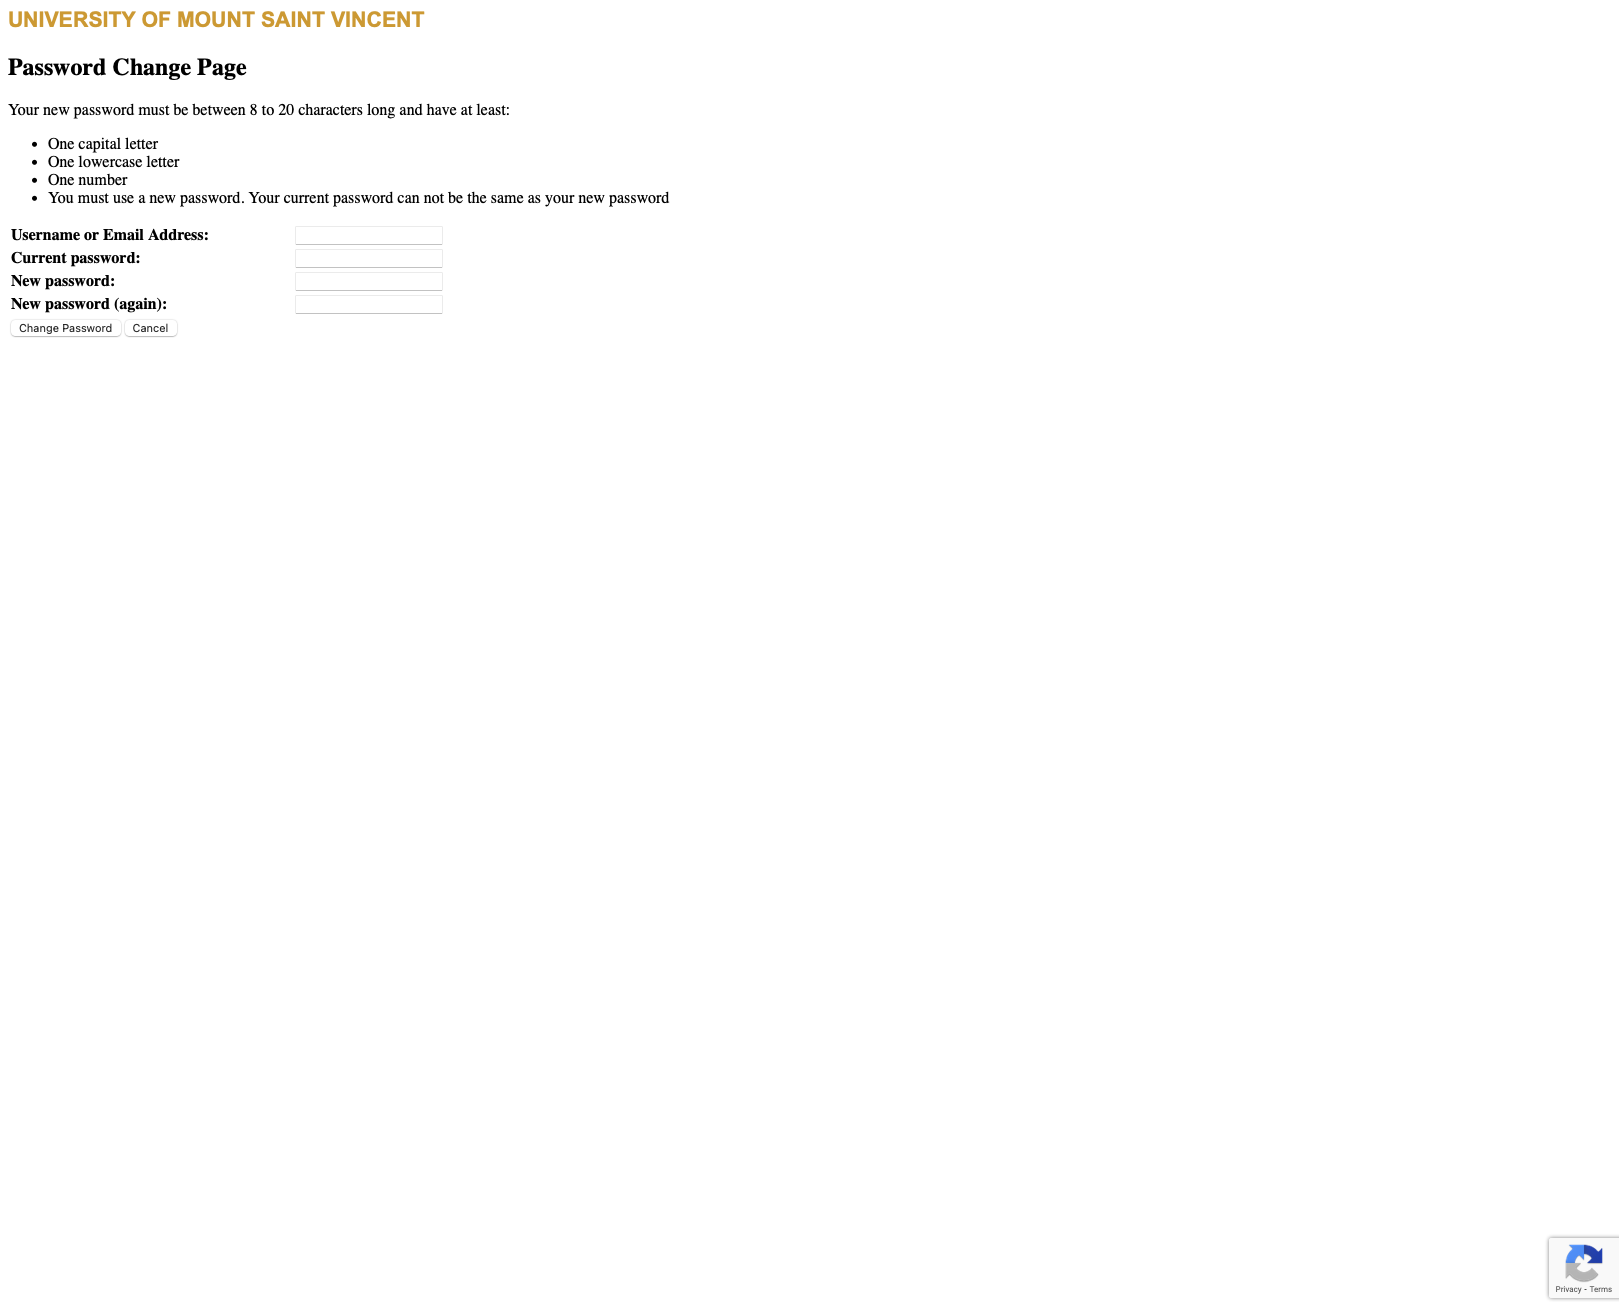 UNIVERSITY OF MOUNT SAINT VINCENT
Password Change Page
Your new password must be between 8 to 20 characters long and have at least:
One capital letter
One lowercase letter
One number
You must use a new password. Your current password can not be the same as your new password
Username or Email Address:
Current password:
New password:
New password (again):
Change Password Cancel
Privacy - Terms